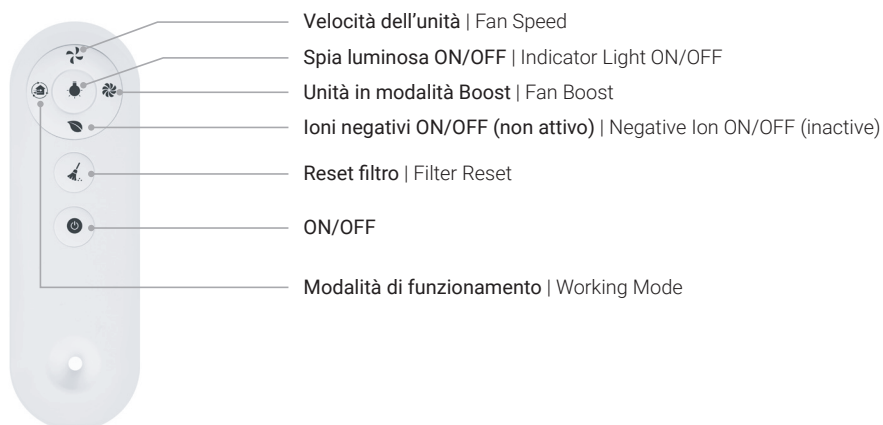 Velocità dell'unità | Fan Speed
Spia luminosa ON/OFF | Indicator Light ON/OFF
Unità in modalità Boost | Fan Boost
Ioni negativi ON/OFF (non attivo) | Negative Ion ON/OFF (inactive)
Reset filtro | Filter Reset
ON/OFF
Modalità di funzionamento | Working Mode